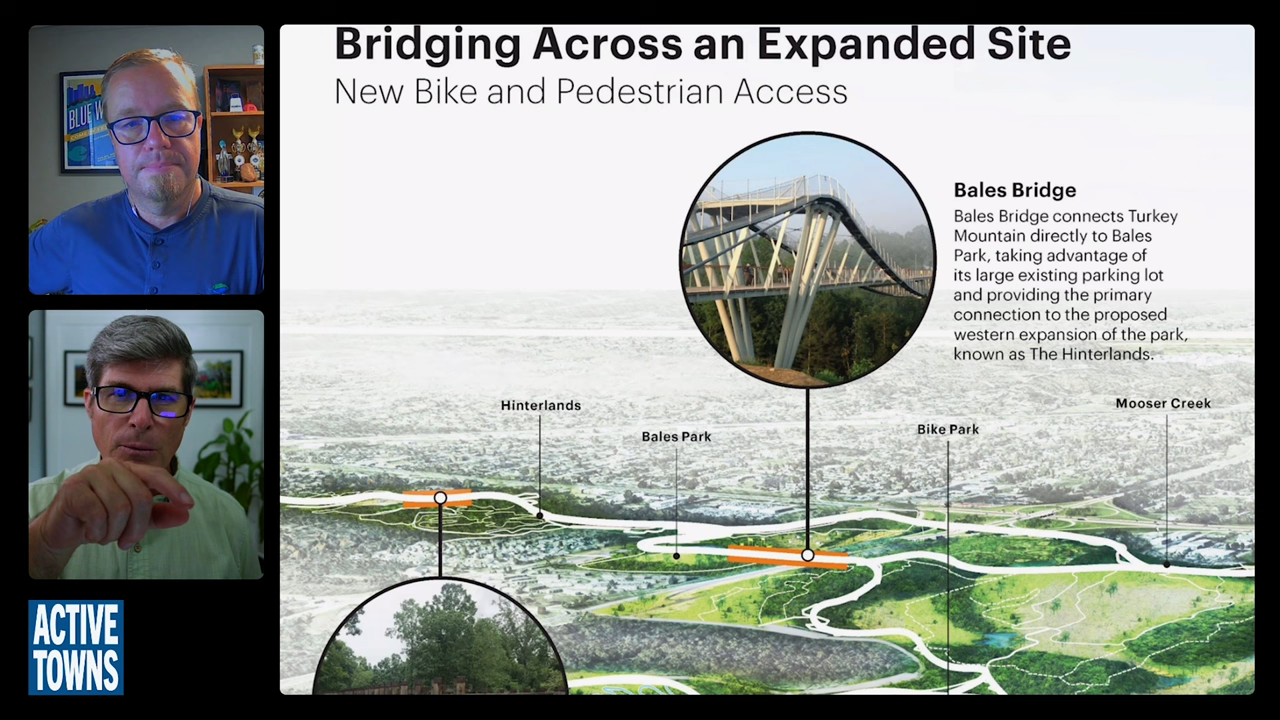 BLUE W
ACTIVE
TOWNS
Bridging Across an Expanded Site
New Bike and Pedestrian Access
Bales Bridge
Bales Bridge connects Turkey
Mountain directly to Bales
Park, taking advantage of
its large existing parking lot
and providing the primary
connection to the proposed
western expansion of the park,
known as The Hinterlands.
Hinterlands
Bales Park
Bike Park
Mooser Creek